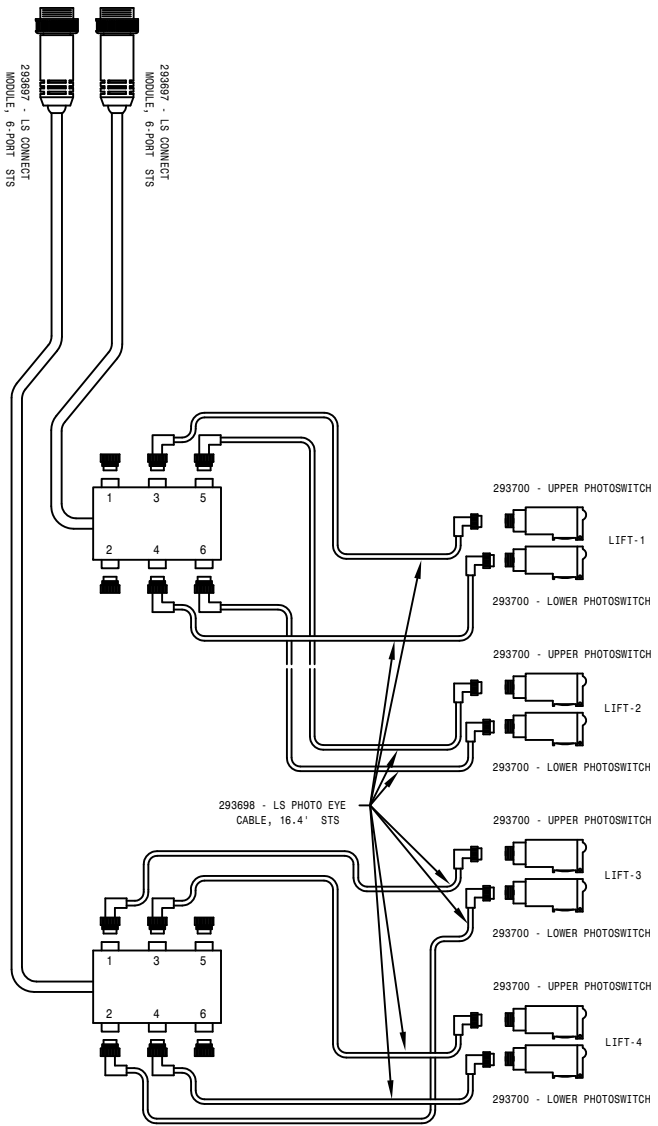 293697 - LS CONNECT
MODULE, 6-PORT STS
293697 - LS CONNECT
MODULE, 6-PORT STS
1 3 5
2 4 6
293700 - UPPER PHOTOSWITCH
LIFT-1
293700 - LOWER PHOTOSWITCH
293700 - UPPER PHOTOSWITCH
LIFT-2
293700 - LOWER PHOTOSWITCH
293698 - LS PHOTO EYE
CABLE, 16.4' STS
293700 - UPPER PHOTOSWITCH
LIFT-3
293700 - LOWER PHOTOSWITCH
1 3 5
2 4 6
293700 - UPPER PHOTOSWITCH
LIFT-4
293700 - LOWER PHOTOSWITCH